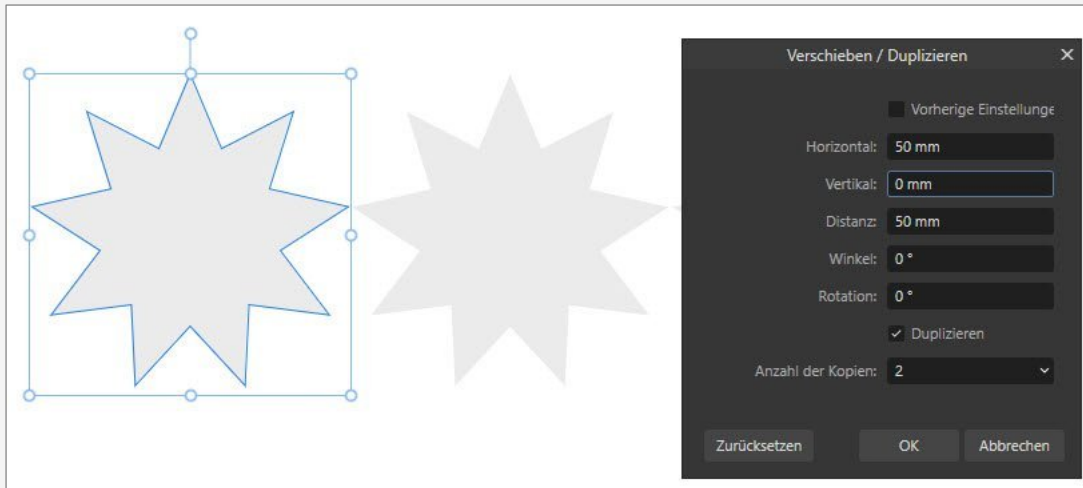 Verschieben / Duplizieren
Vorherige Einstellunge
Horizontal: 50 mm
Vertikal: 0 mm
Distanz: 50 mm
Winkel: 0 °
Rotation: 0 °
Duplizieren
Anzahl der Kopien: 2
Zurücksetzen OK Abbrechen